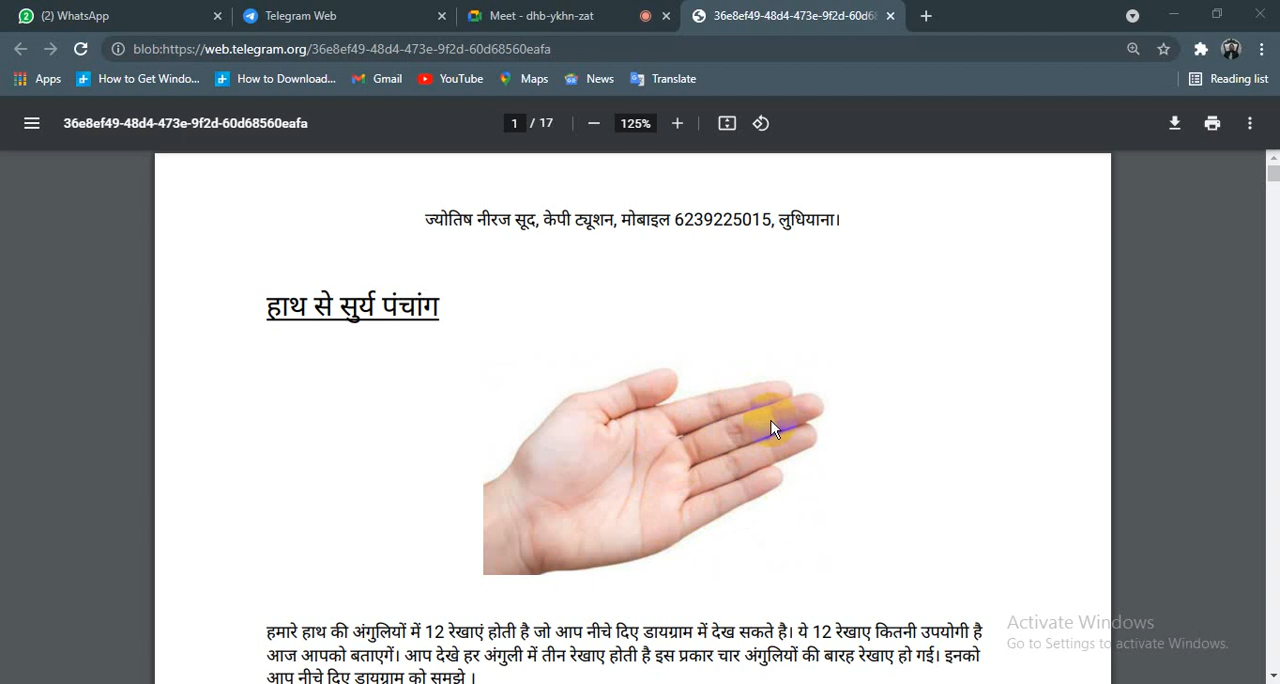 (2) WhatsApp
Telegram Web
Meet - dhb-ykhn-zat
36e8ef49-48d4-473e-9f2d-60d68
blob:https://web.telegram.org/36e8ef49-48d4-473e-9f2d-60d68560eafa
Apps
How to Get Windo...
How to Download...
Gmail
YouTube
Maps
News
Translate
Reading list
36e8ef49-48d4-473e-9f2d-60d68560eafa
1 / 17
125%
ज्योतिष नीरज सूद, केपी ट्यूशन, मोबाइल 6239225015, लुधियाना।
हाथ से सुर्य पंचांग
हमारे हाथ की अंगुलियों में 12 रेखाएं होती है जो आप नीचे दिए डायग्राम में देख सकते है। ये 12 रेखाए कितनी उपयोगी है
आज आपको बताएगें। आप देखे हर अंगुली में तीन रेखाए होती है इस प्रकार चार अंगुलियों की बारह रेखाए हो गई। इनको
आप नीचे दिए डायग्राम को समझे ।
Activate Windows
Go to Settings to activate Windows.